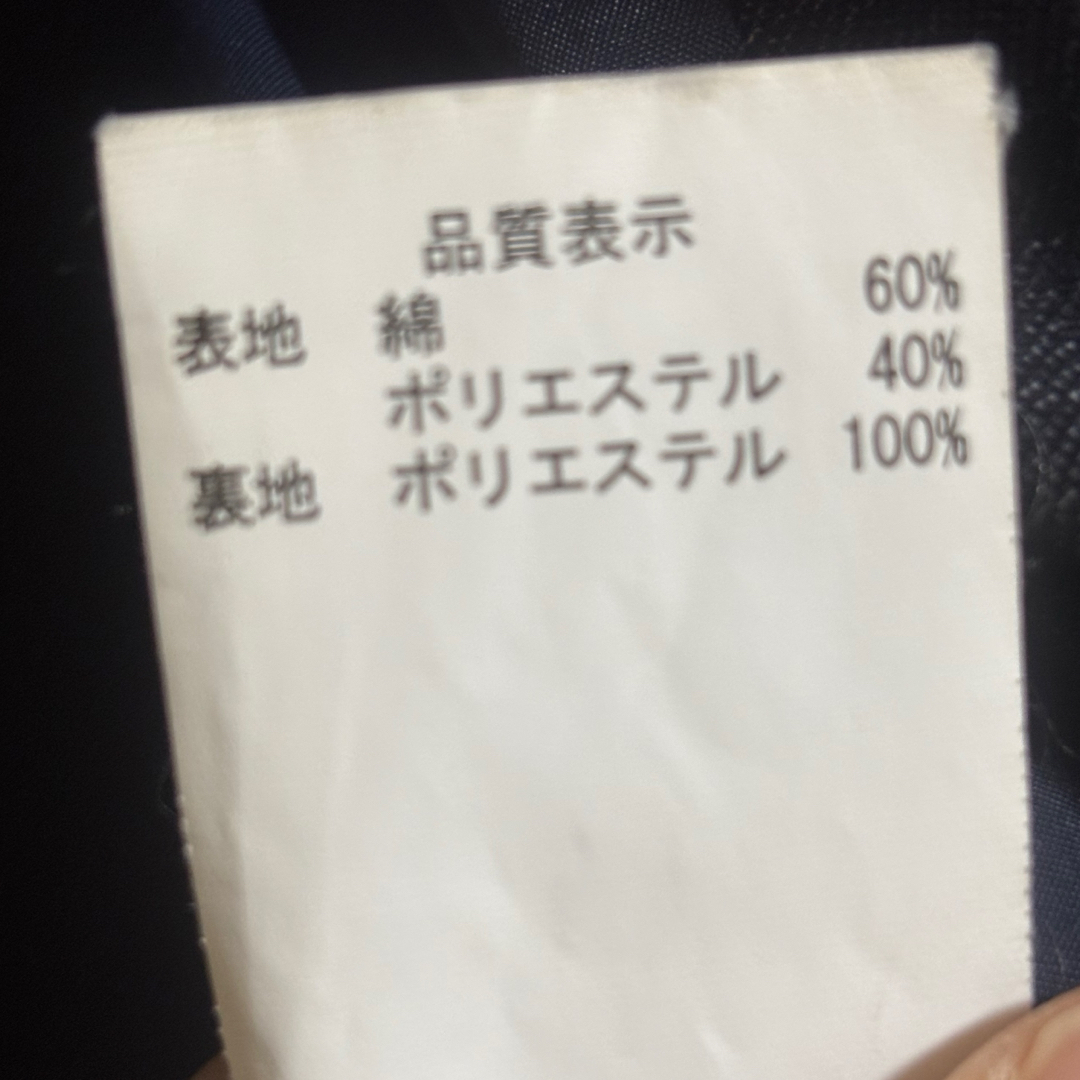 品質表示
表地 綿 60%
ポリエステル 40%
裏地 ポリエステル 100%